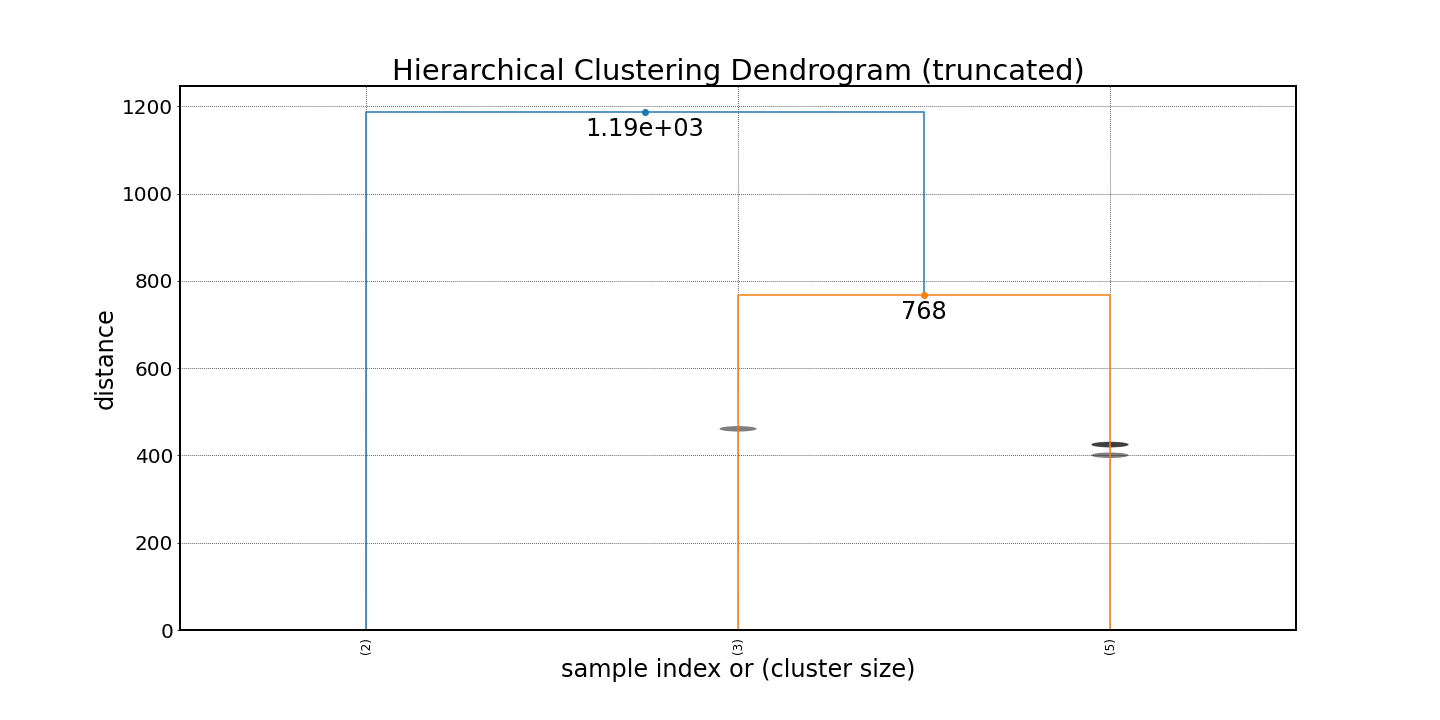 Hierarchical Clustering Dendrogram (truncated)
1200
1.19e+03
1000
800
768
distance
600
400
200
0
(2) (3) (5)
sample index or (cluster size)